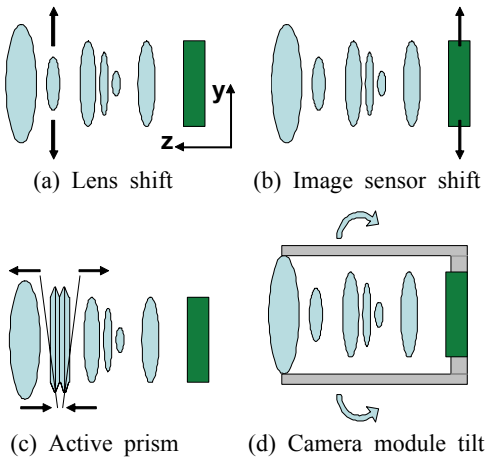 y
z
(a) Lens shift
(b) Image sensor shift
(c) Active prism
(d) Camera module tilt